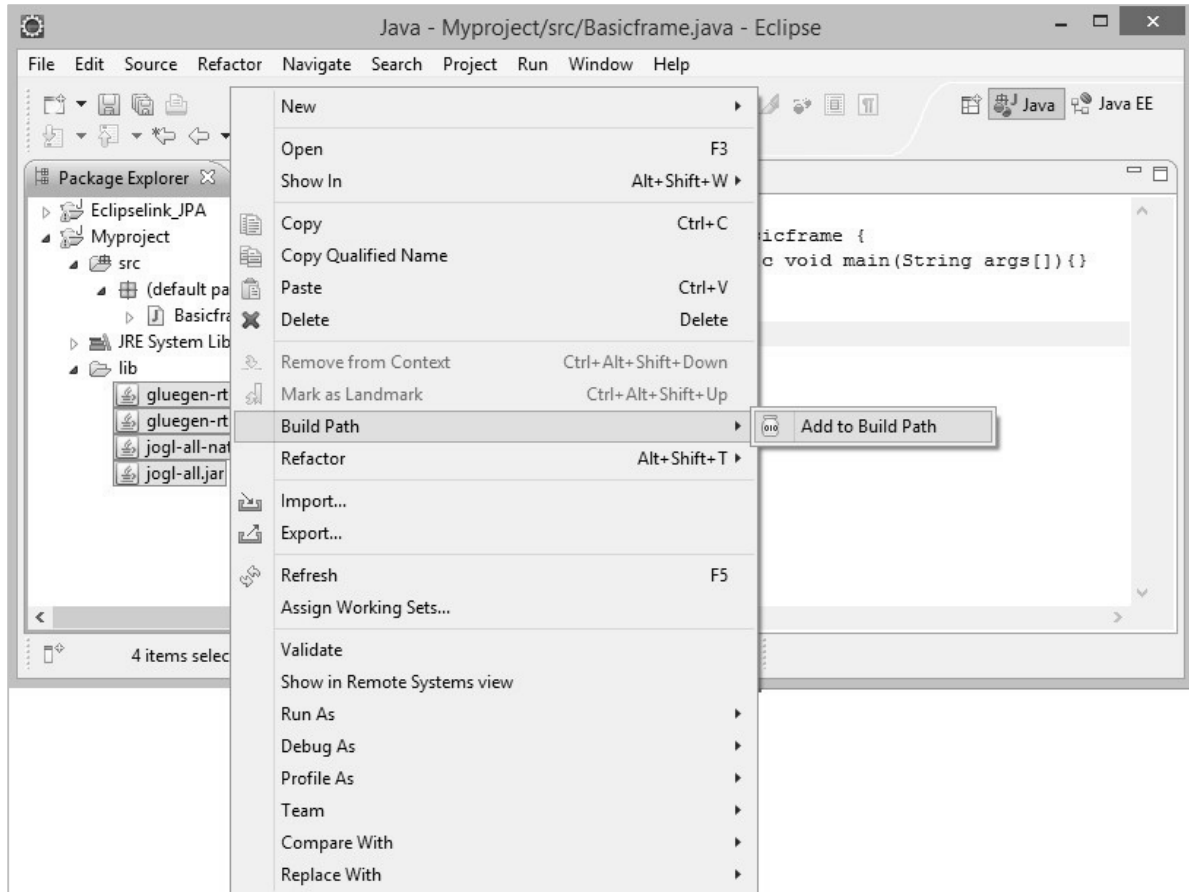 Java - Myproject/src/Basicframe.java - Eclipse
File Edit Source Refactor Navigate Search Project Run Window Help
Java Java EE
Package Explorer
Eclipselink_JPA
Myproject
src
(default pa
Basicfra
JRE System Lib
lib
gluegen-rt
gluegen-rt
jogl-all-nat
jogl-all.jar
4 items selec
New
Open F3
Show In Alt+Shift+W
Copy Ctrl+C
Copy Qualified Name
Paste Ctrl+V
Delete Delete
Remove from Context Ctrl+Alt+Shift+Down
Mark as Landmark Ctrl+Alt+Shift+Up
Build Path
Refactor Alt+Shift+T
Import...
Export...
Refresh F5
Assign Working Sets...
Validate
Show in Remote Systems view
Run As
Debug As
Profile As
Team
Compare With
Replace With
010 Add to Build Path
icframe {
c void main(String args[]){}